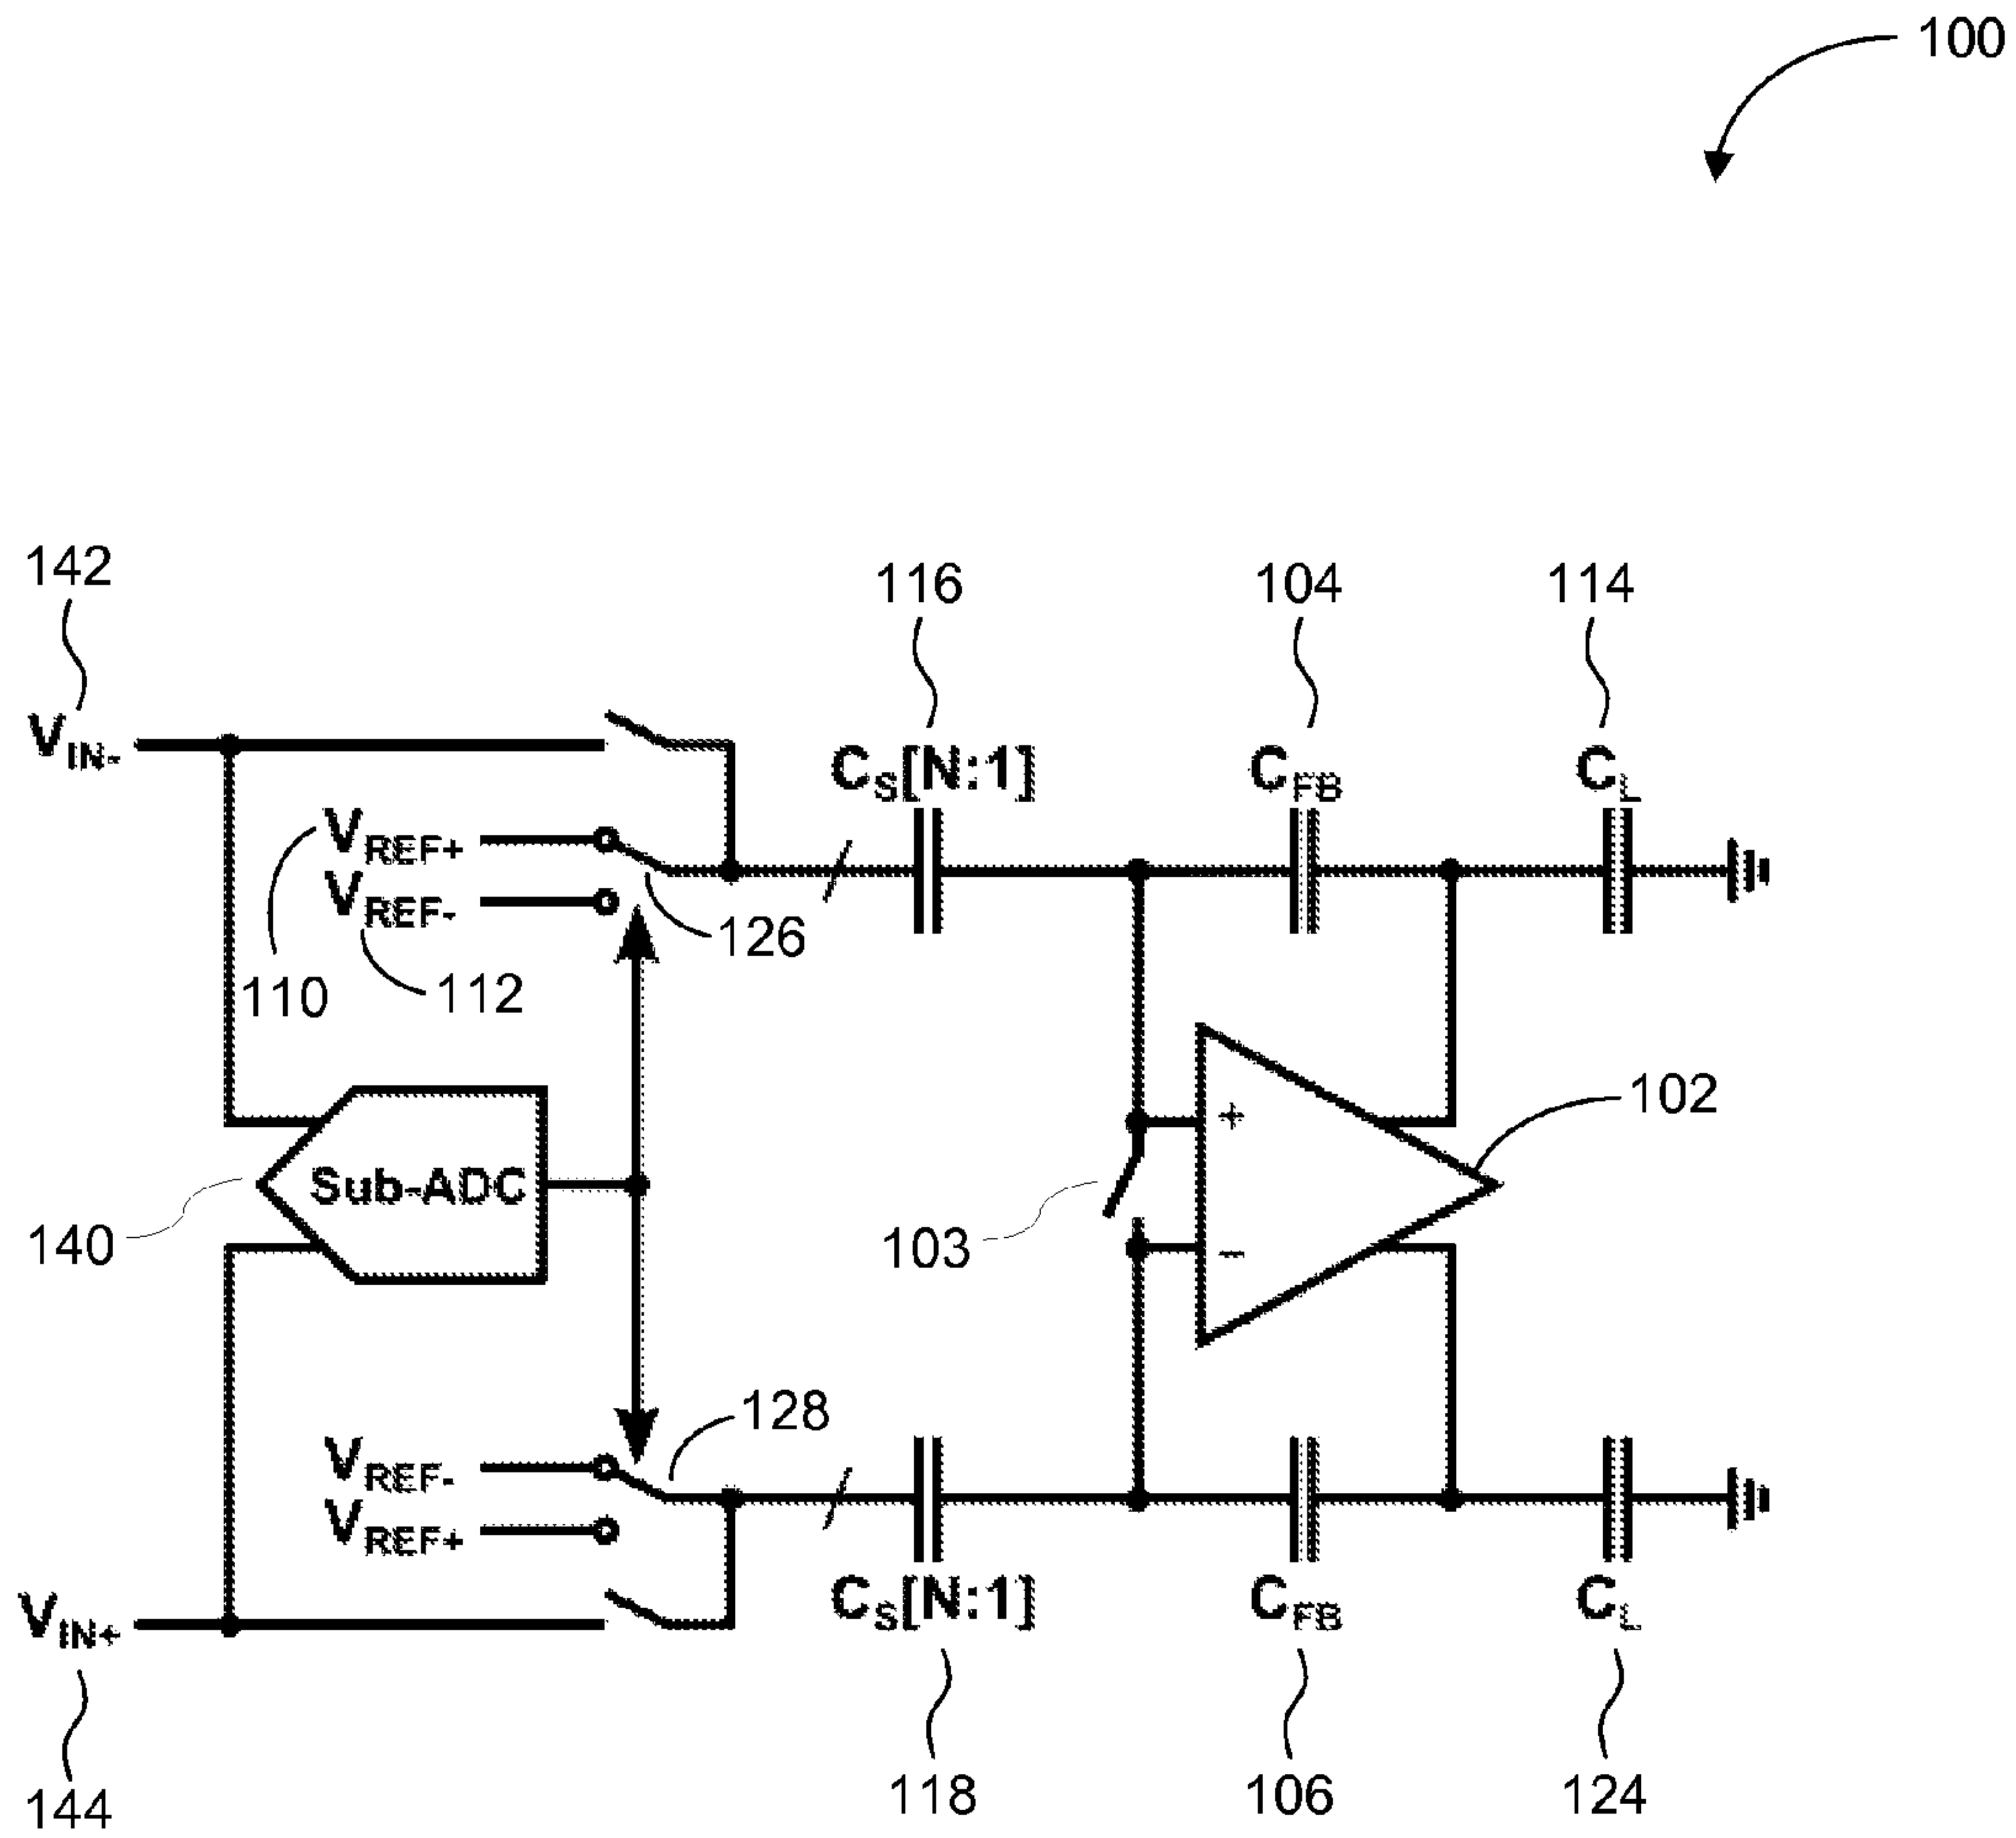 100
142
116
104
114
VIN-
CS[N:1]
CFB
CL
VREF+
VREF-
126
110
112
+
102
Sub-ADC
140
103
−
128
VREF-
VREF+
CS[N:1]
CFB
CL
VIN+
144
118
106
124